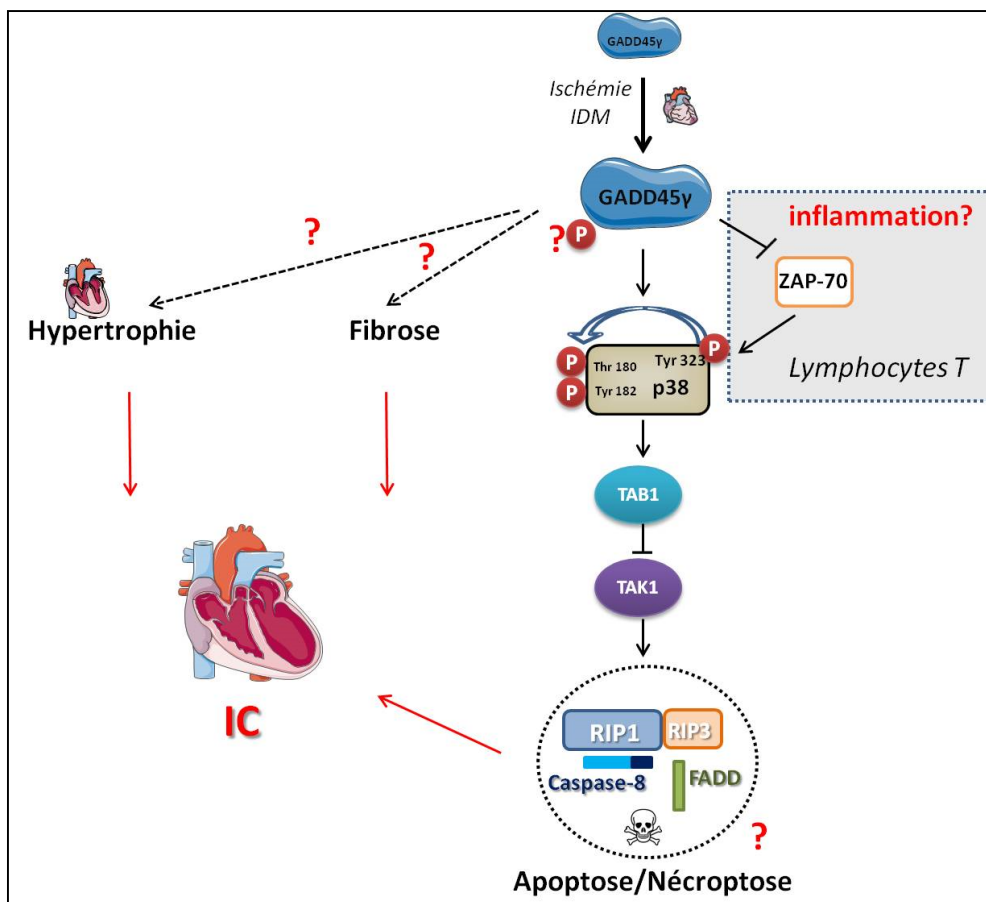 GADD45γ
Ischémie
IDM
GADD45γ
? P
inflammation?
ZAP-70
Lymphocytes T
?
?
Hypertrophie
Fibrose
P
P
P
Thr 180
Tyr 323
Tyr 182
p38
TAB1
TAK1
IC
RIP1
RIP3
Caspase-8
FADD
?
Apoptose/Nécroptose